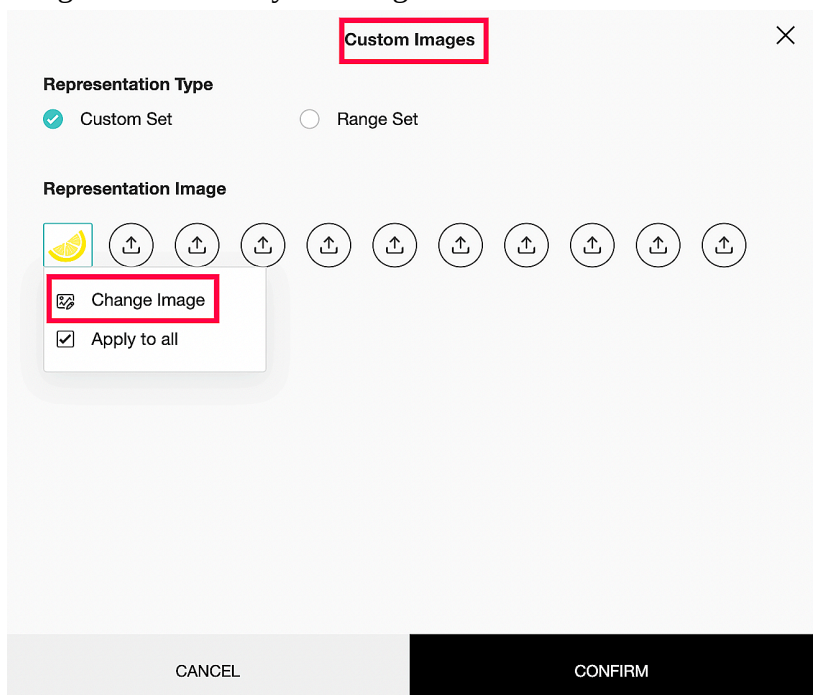 Custom Images
Representation Type
Custom Set
Range Set
Representation Image
Change Image
Apply to all
CANCEL
CONFIRM